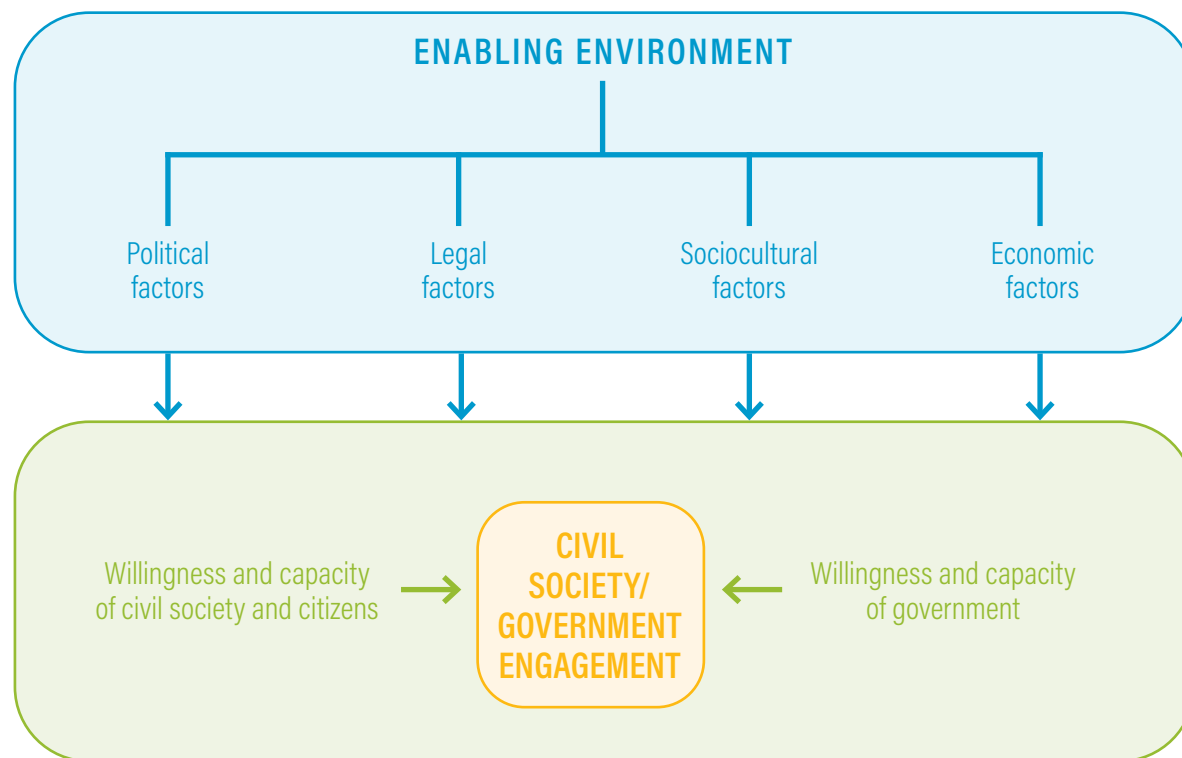 ENABLING ENVIRONMENT
Political
factors
Legal
factors
Sociocultural
factors
Economic
factors
Willingness and capacity
of civil society and citizens
CIVIL
SOCIETY/
GOVERNMENT
ENGAGEMENT
Willingness and capacity
of government